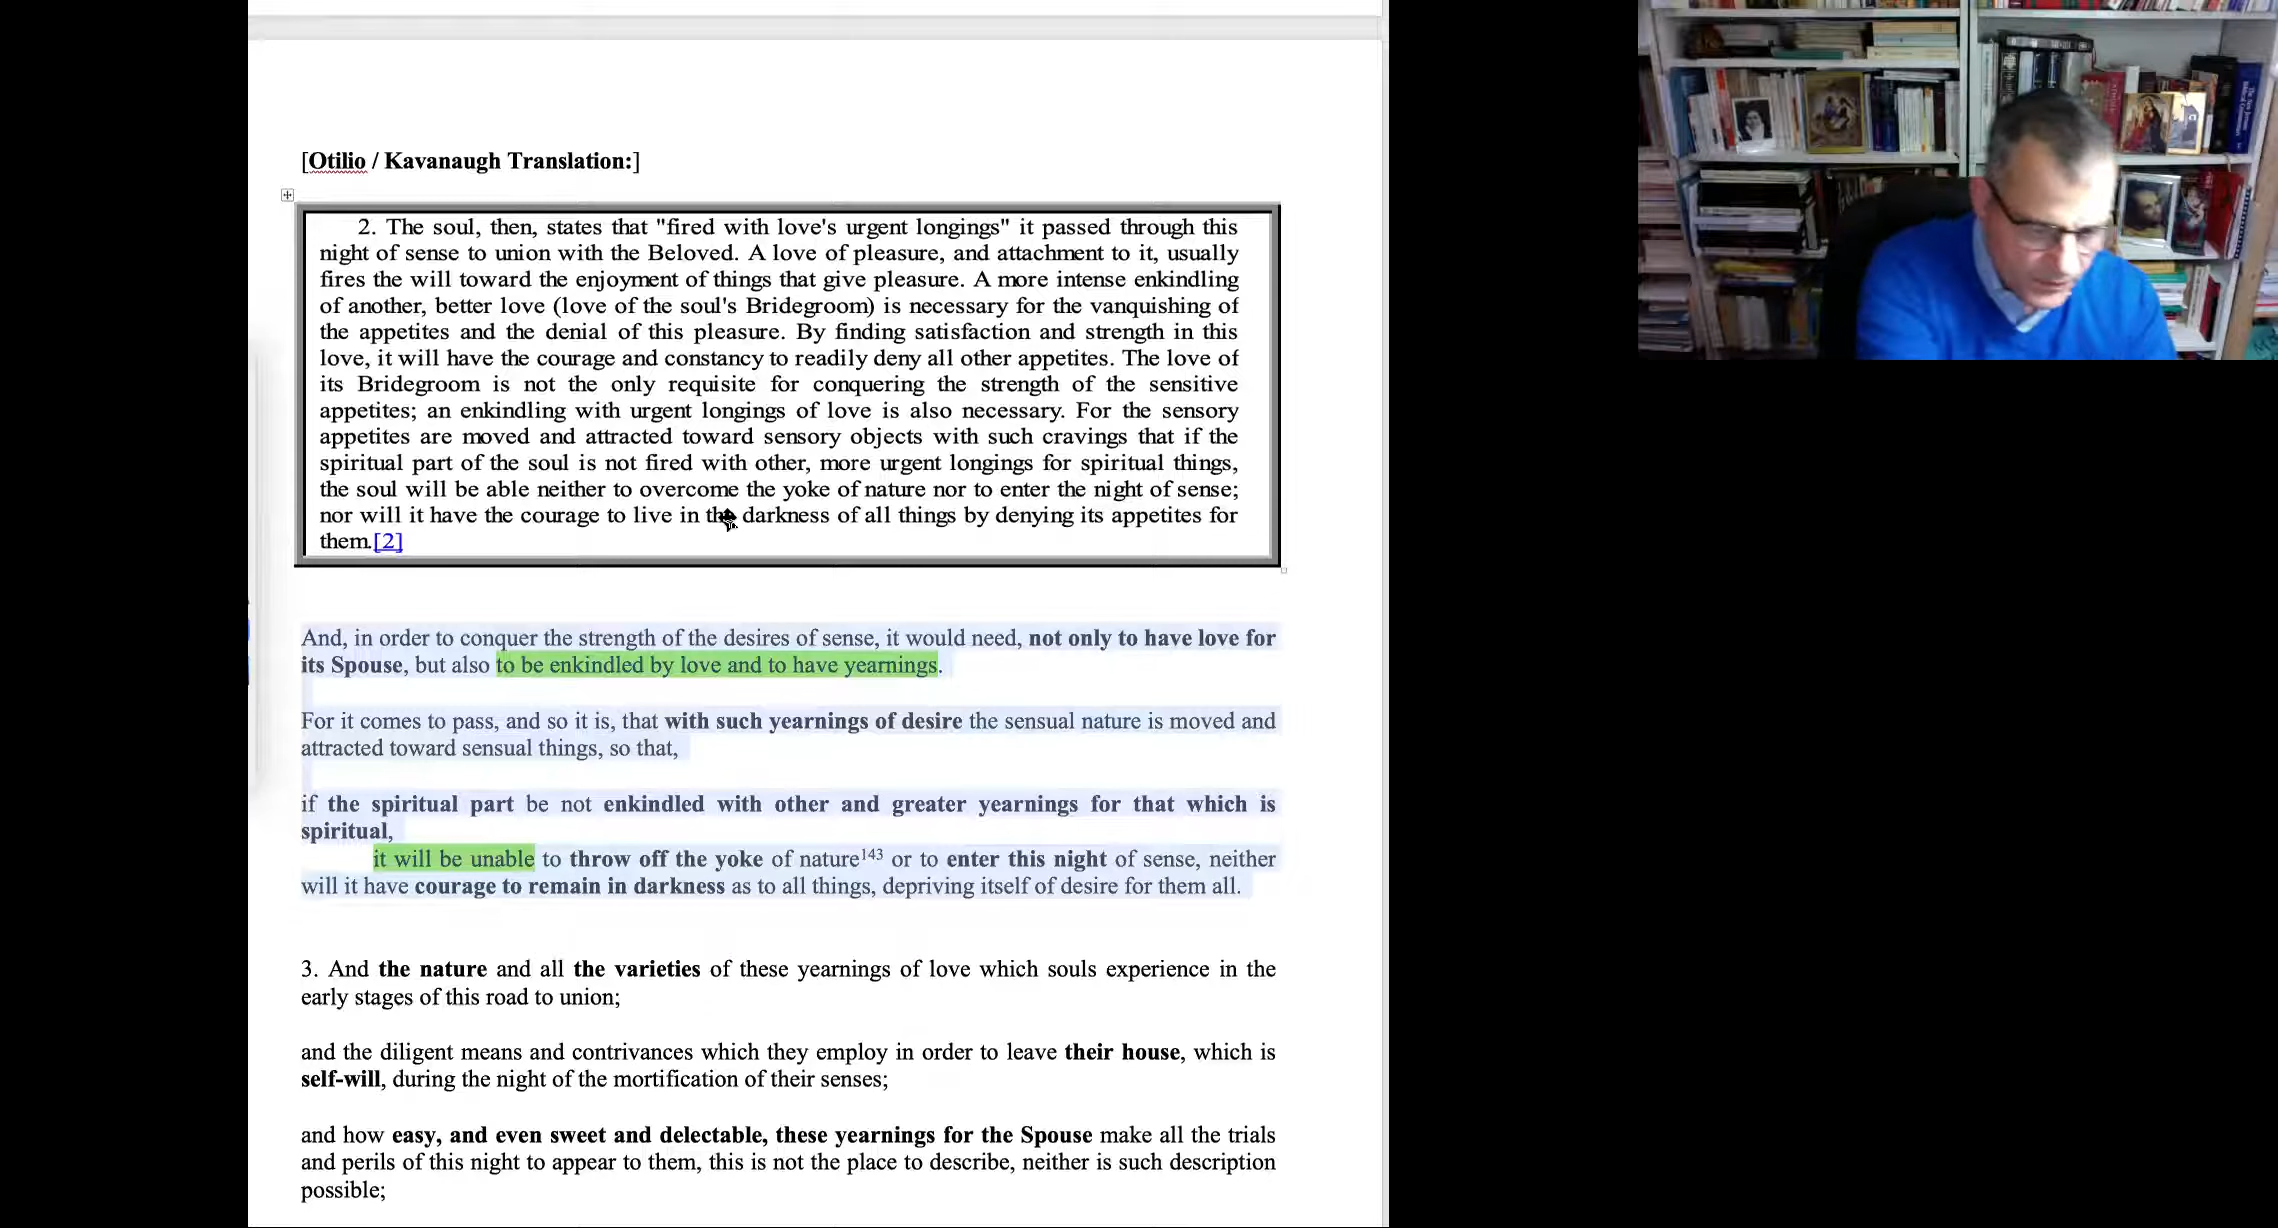 [Otilio / Kavanaugh Translation:]
2. The soul, then, states that "fired with love's urgent longings" it passed through this
night of sense to union with the Beloved. A love of pleasure, and attachment to it, usually
fires the will toward the enjoyment of things that give pleasure. A more intense enkindling
of another, better love (love of the soul's Bridegroom) is necessary for the vanquishing of
the appetites and the denial of this pleasure. By finding satisfaction and strength in this
love, it will have the courage and constancy to readily deny all other appetites. The love of
its Bridegroom is not the only requisite for conquering the strength of the sensitive
appetites; an enkindling with urgent longings of love is also necessary. For the sensory
appetites are moved and attracted toward sensory objects with such cravings that if the
spiritual part of the soul is not fired with other, more urgent longings for spiritual things,
the soul will be able neither to overcome the yoke of nature nor to enter the night of sense;
nor will it have the courage to live in the darkness of all things by denying its appetites for
them.[2]
And, in order to conquer the strength of the desires of sense, it would need, not only to have love for
its Spouse, but also to be enkindled by love and to have yearnings.
For it comes to pass, and so it is, that with such yearnings of desire the sensual nature is moved and
attracted toward sensual things, so that,
if the spiritual part be not enkindled with other and greater yearnings for that which is
spiritual,
it will be unable to throw off the yoke of nature143 or to enter this night of sense, neither
will it have courage to remain in darkness as to all things, depriving itself of desire for them all.
3. And the nature and all the varieties of these yearnings of love which souls experience in the
early stages of this road to union;
and the diligent means and contrivances which they employ in order to leave their house, which is
self-will, during the night of the mortification of their senses;
and how easy, and even sweet and delectable, these yearnings for the Spouse make all the trials
and perils of this night to appear to them, this is not the place to describe, neither is such description
possible;